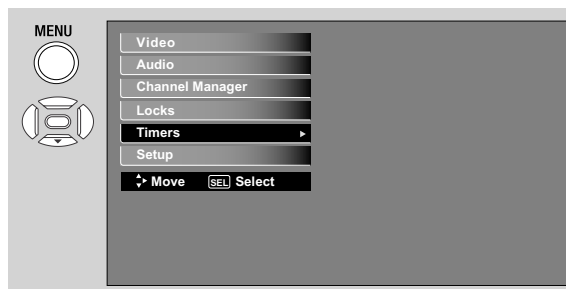 MENU
Video
Audio
Channel Manager
Locks
Timers
Setup
Move SEL Select